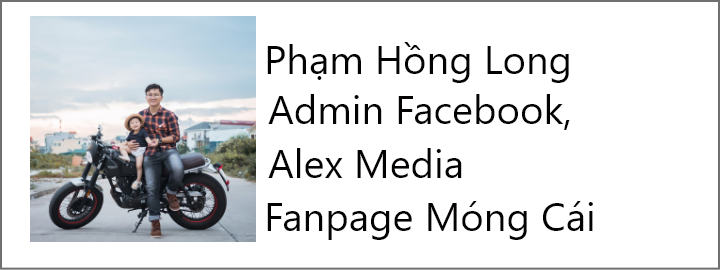 Phạm Hồng Long
Admin Facebook,
Alex Media
Fanpage Móng Cái